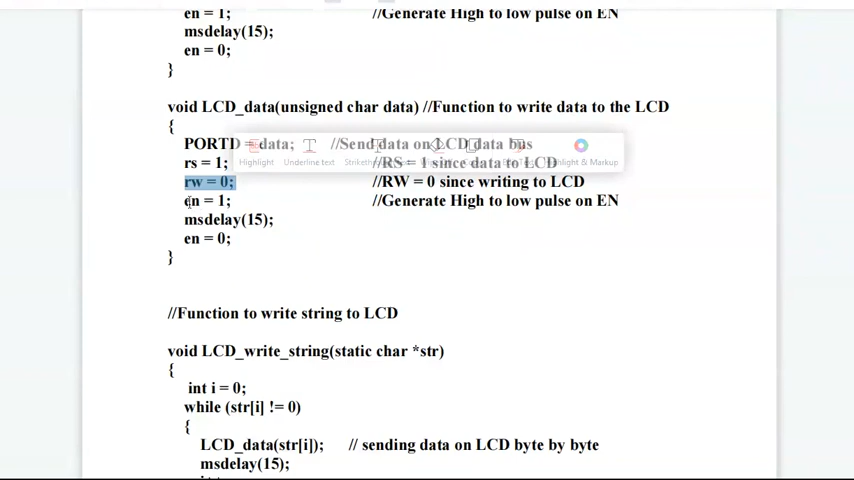 en = 1; //Generate High to low pulse on EN
msdelay(15);
en = 0;
}
void LCD_data(unsigned char data) //Function to write data to the LCD
{
PORTD = data; //Send data on LCD data bus
Highlight Underline text & Markup
rs = 1; //RS = 1 since data to LCD
rw = 0; //RW = 0 since writing to LCD
en = 1; //Generate High to low pulse on EN
msdelay(15);
en = 0;
}
//Function to write string to LCD
void LCD_write_string(static char *str)
{
int i = 0;
while (str[i] != 0)
{
LCD_data(str[i]); // sending data on LCD byte by byte
msdelay(15);